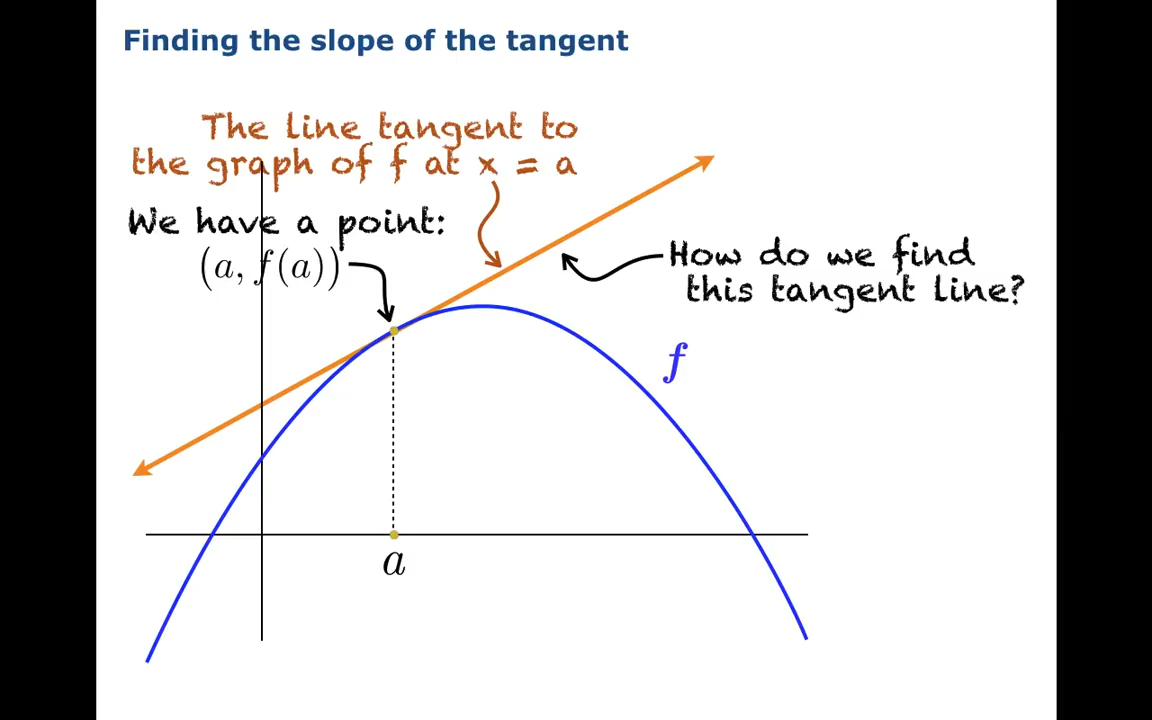 Finding the slope of the tangent
The line tangent to
the graph of f at x = a
We have a point:
(a, f(a))
How do we find
this tangent line?
f
a